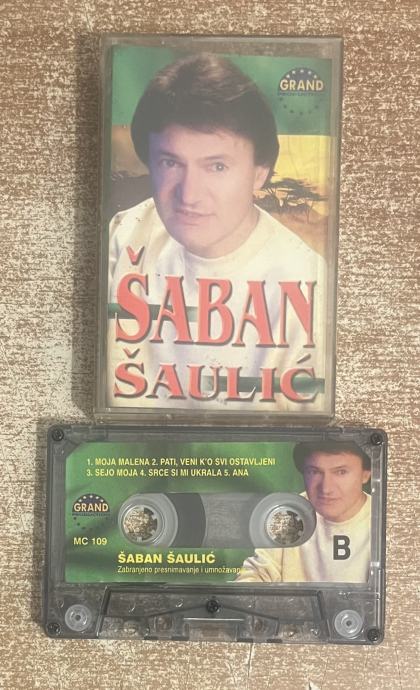 GRAND
ŠABAN
ŠAULIĆ
1. MOJA MALENA 2. PATI, VENI K'O SVI OSTAVLJENI
3. SEJO MOJA 4. SRCE SI MI UKRALA 5. ANA
GRAND
MC 109
B
ŠABAN ŠAULIĆ
Zabranjeno presnimavanje i umnožavanje